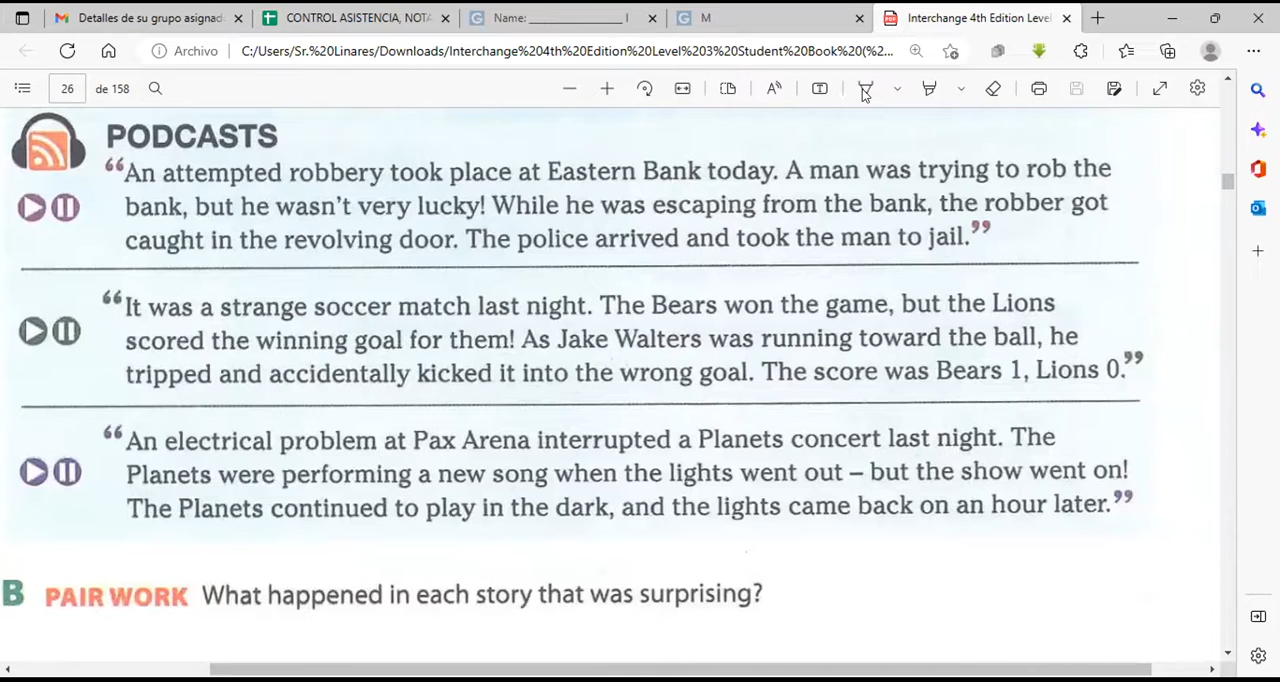 Detalles de su grupo asignad
CONTROL ASISTENCIA, NOTA
Name: ____________________ I
M
Interchange 4th Edition Level
Archivo
C:/Users/Sr.%20Linares/Downloads/Interchange%204th%20Edition%20Level%203%20Student%20Book%20(%2...
26
de 158
PODCASTS
“An attempted robbery took place at Eastern Bank today. A man was trying to rob the
bank, but he wasn’t very lucky! While he was escaping from the bank, the robber got
caught in the revolving door. The police arrived and took the man to jail.”
“It was a strange soccer match last night. The Bears won the game, but the Lions
scored the winning goal for them! As Jake Walters was running toward the ball, he
tripped and accidentally kicked it into the wrong goal. The score was Bears 1, Lions 0.”
“An electrical problem at Pax Arena interrupted a Planets concert last night. The
Planets were performing a new song when the lights went out – but the show went on!
The Planets continued to play in the dark, and the lights came back on an hour later.”
B PAIR WORK What happened in each story that was surprising?